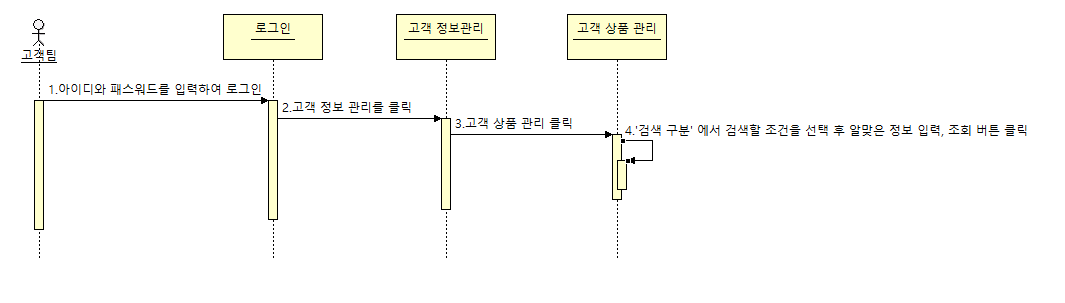 로그인
고객 정보관리
고객 상품 관리
고객팀
1.아이디와 패스워드를 입력하여 로그인
2.고객 정보 관리를 클릭
3.고객 상품 관리 클릭
4.'검색 구분' 에서 검색할 조건을 선택 후 알맞은 정보 입력, 조회 버튼 클릭